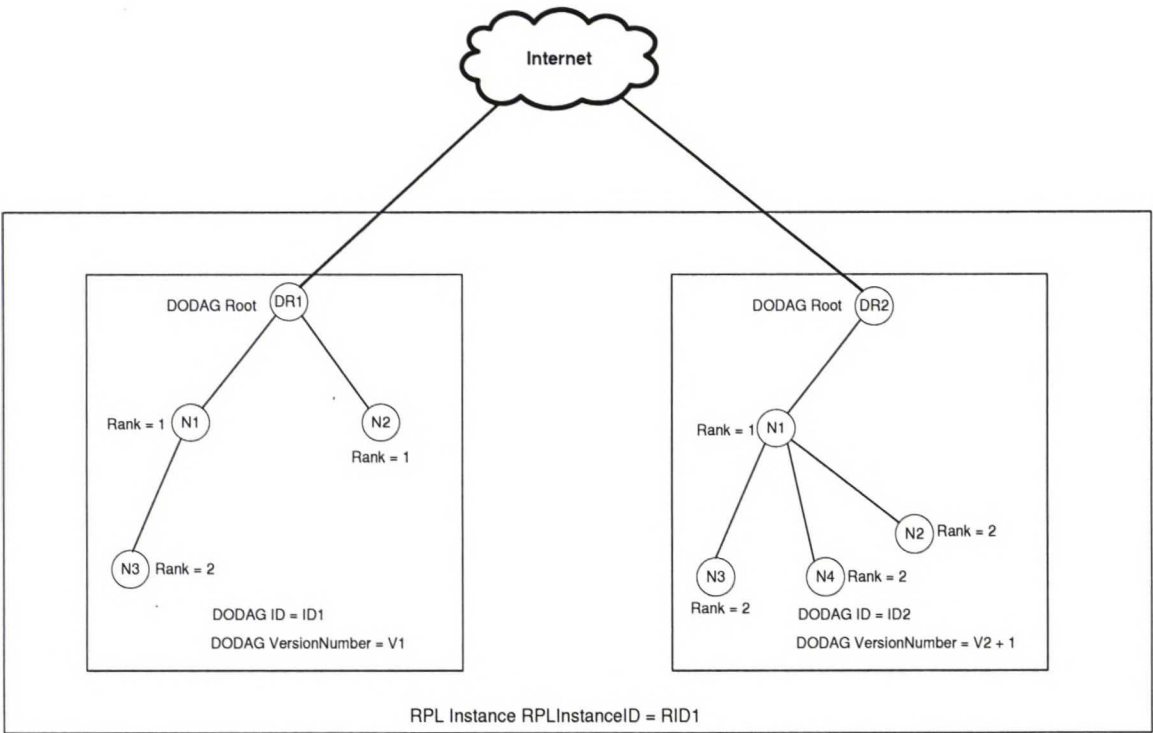 Internet
DODAG Root
DR1
Rank = 1
N1
N2
Rank = 1
N3
Rank = 2
DODAG ID = ID1
DODAG VersionNumber = V1
DODAG Root
DR2
Rank = 1
N1
N2
Rank = 2
N3
N4
Rank = 2
Rank = 2
DODAG ID = ID2
DODAG VersionNumber = V2 + 1
RPL Instance RPLInstanceID = RID1